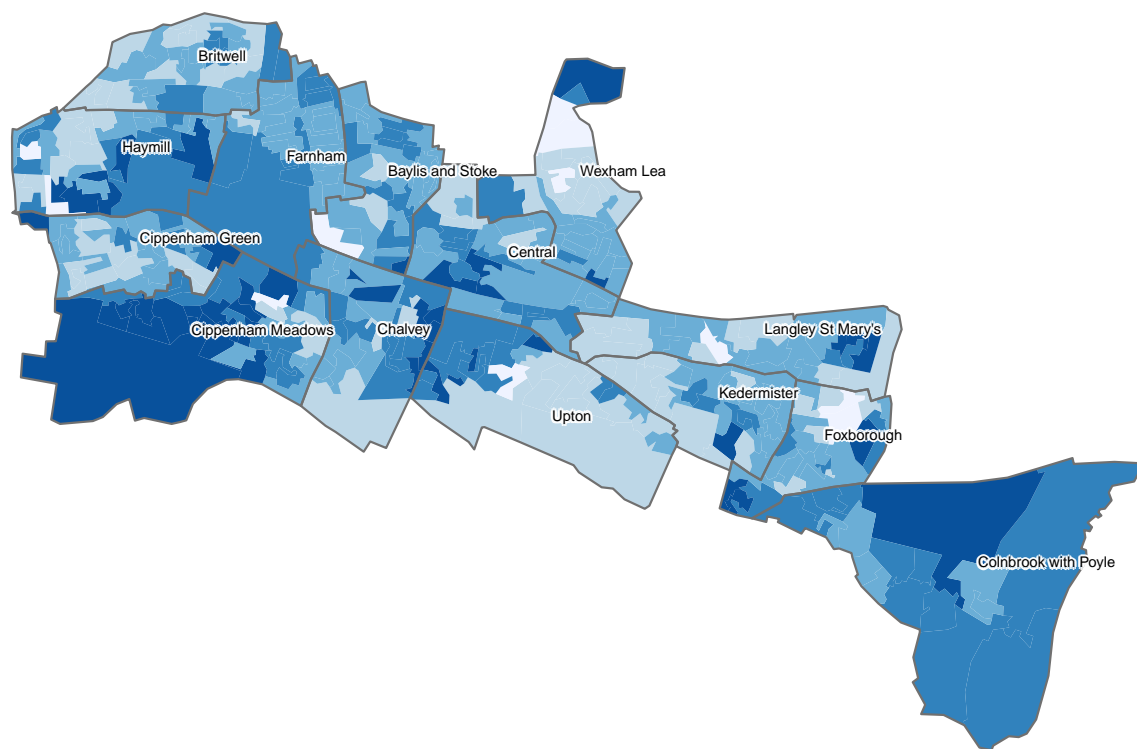 Britwell
Haymill
Farnham
Baylis and Stoke
Wexham Lea
Cippenham Green
Central
Cippenham Meadows
Chalvey
Langley St Mary's
Kedermister
Upton
Foxborough
Colnbrook with Poyle